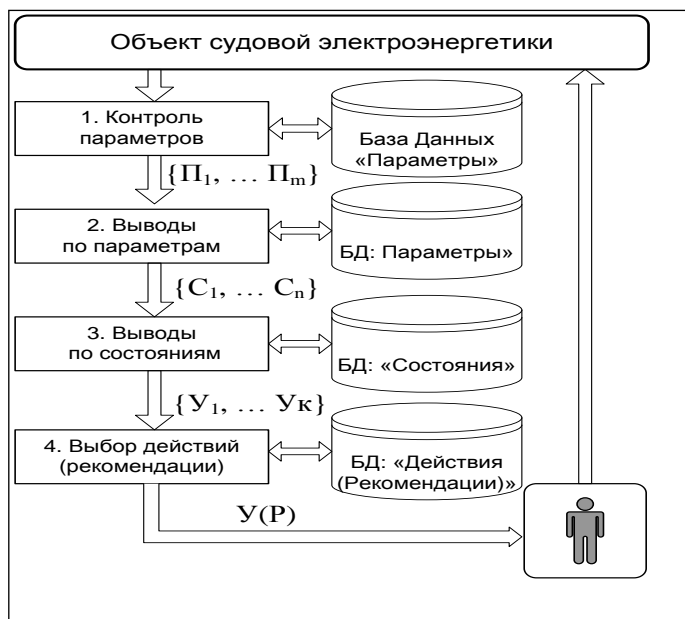 Объект судовой электроэнергетики
1. Контроль
параметров
База Данных
«Параметры»
{П1, … Пm}
2. Выводы
по параметрам
БД: Параметры»
{С1, … Сn}
3. Выводы
по состояниям
БД: «Состояния»
{У1, … Ук}
4. Выбор действий
(рекомендации)
БД: «Действия
(Рекомендации)»
У(Р)